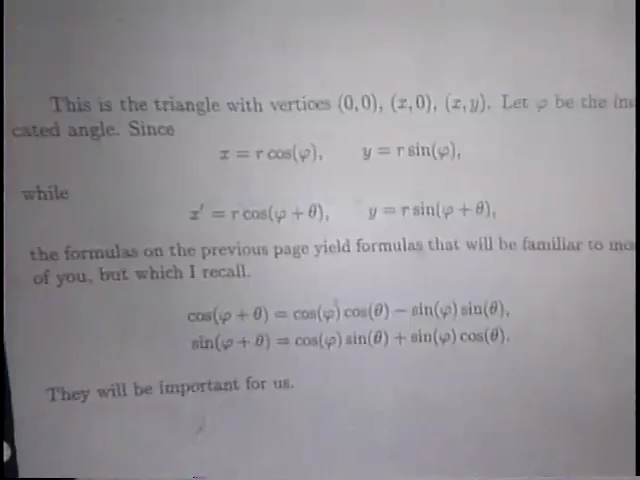 This is the triangle with vertices (0,0), (x,0), (x,y). Let φ be the
cated angle. Since
x = r cos(φ), y = r sin(φ),
while
x′ = r cos(φ + θ), y = r sin(φ + θ),
the formulas on the previous page yield formulas that will be familiar to
of you, but which I recall.
cos(φ + θ) = cos(φ) cos(θ) − sin(φ) sin(θ),
sin(φ + θ) = cos(φ) sin(θ) + sin(φ) cos(θ).
They will be important for us.